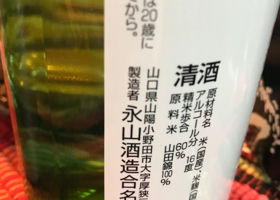 清酒
原材料名 米(国産)、米麹(国
アルコール分 16度
精米歩合 60%
原料米 山田錦100%
山口県山陽小野田市大字厚狭
製造者 永山酒造合名
は20歳に
から。